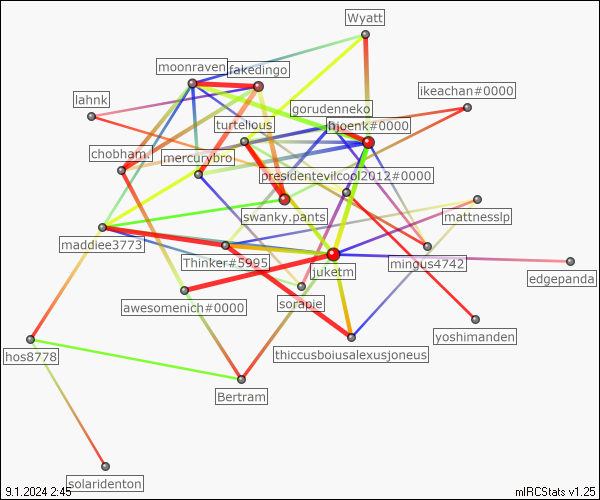 Wyatt
moonraven
fakedingo
ikeachan#0000
lahnk
gorudenneko
turtelious
hijenk#0000
chobham.
mercurybro
presidentevilcool2012#0000
swanky.pants
mattnesslp
maddiee3773
Thinker#5995
juketm
mingus4742
edgepanda
sorapie
awesomenich#0000
yoshimanden
hos8778
thiccusboiusalexusjoneus
Bertram
solaridenton
9.1.2024 2:45
mIRCStats v1.25